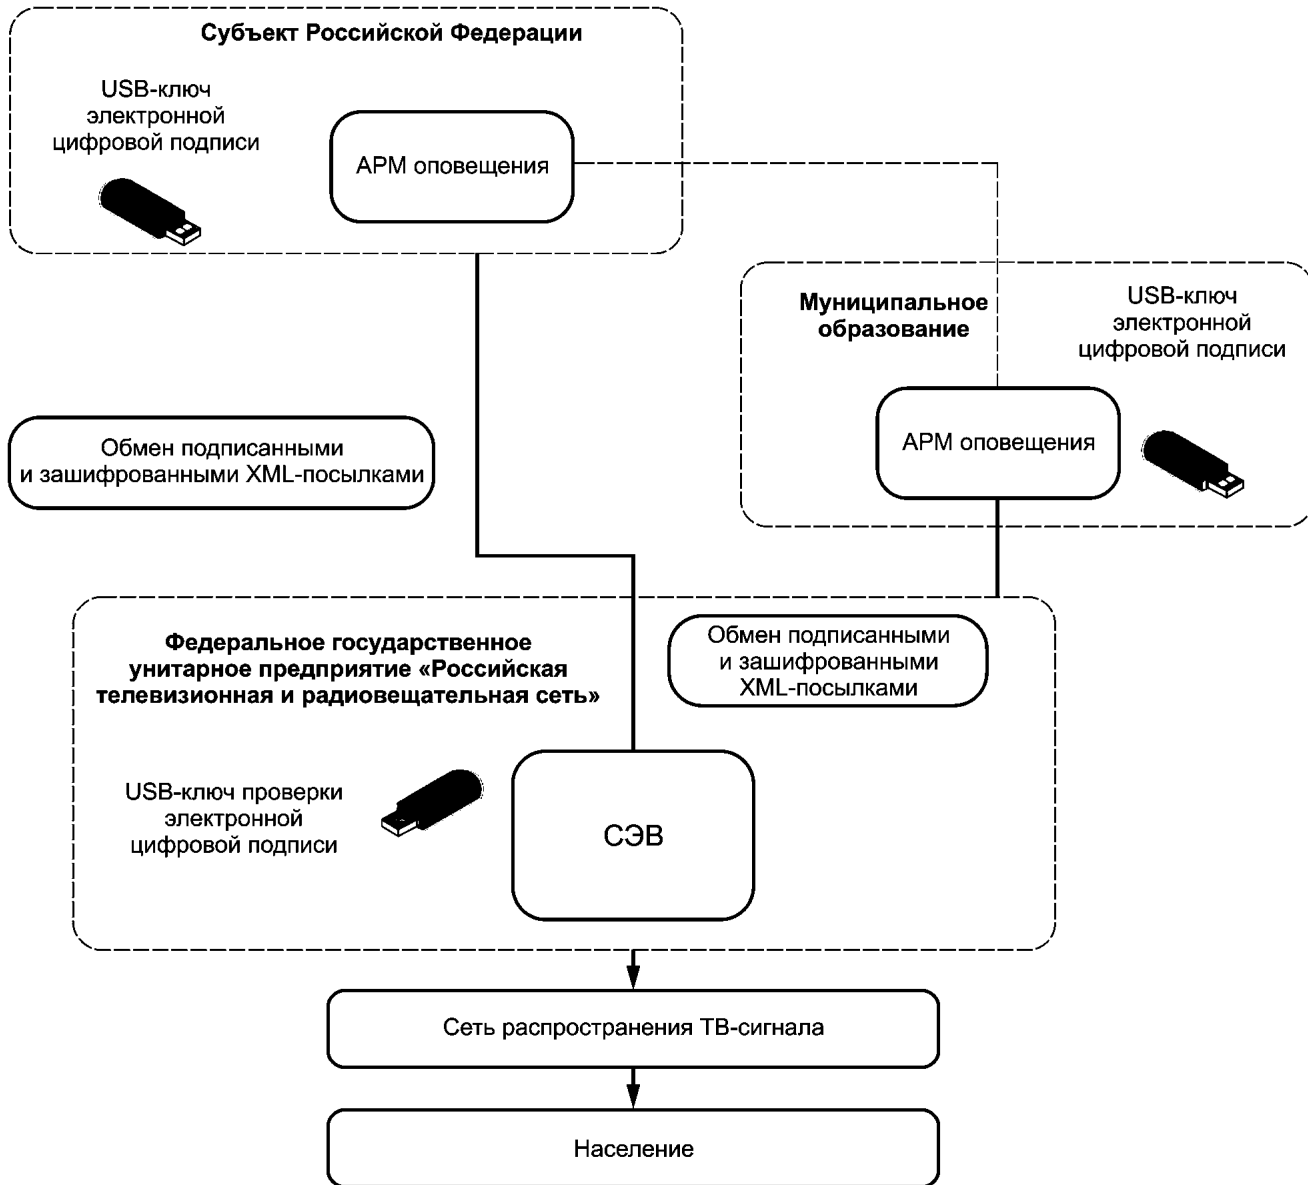 Субъект Российской Федерации
USB-ключ
электронной
цифровой подписи
АРМ оповещения
Муниципальное
образование
USB-ключ
электронной
цифровой подписи
АРМ оповещения
Обмен подписанными
и зашифрованными XML-посылками
Федеральное государственное
унитарное предприятие «Российская
телевизионная и радиовещательная сеть»
Обмен подписанными
и зашифрованными
XML-посылками
USB-ключ проверки
электронной
цифровой подписи
СЭВ
Сеть распространения ТВ-сигнала
Население